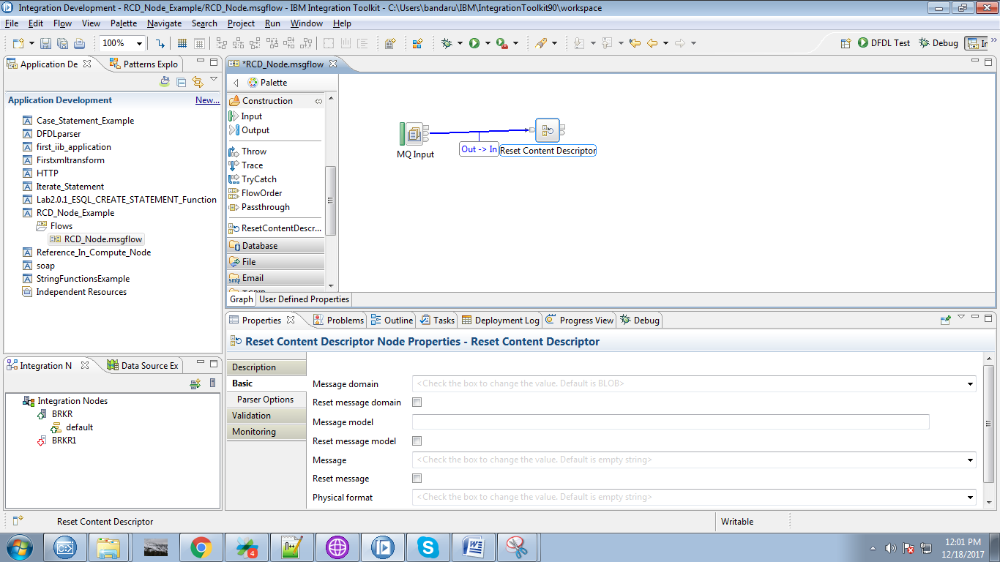 Integration Development - RCD_Node_Example/RCD_Node.msgflow - IBM Integration Toolkit - C:\Users\bandaru\IBM\IntegrationToolkit90\workspace
File Edit Flow View Palette Navigate Search Project Run Window Help
100% DFDL Test Debug
Application De Patterns Explo
Application Development New...
Case_Statement_Example
DFDLparser
first_iib_application
Firstxmltransform
HTTP
Iterate_Statement
Lab2.0.1_ESQL_CREATE_STATEMENT_Function
RCD_Node_Example
Flows
RCD_Node.msgflow
Reference_In_Compute_Node
soap
StringFunctionsExample
Independent Resources
Integration N Data Source Ex
Integration Nodes
BRKR
default
BRKR1
*RCD_Node.msgflow
Palette
Construction
Input
Output
Throw
Trace
TryCatch
FlowOrder
Passthrough
ResetContentDescr...
Database
File
Email
MQ Input
Out -> In
Reset Content Descriptor
Graph User Defined Properties
Properties Problems Outline Tasks Deployment Log Progress View Debug
Reset Content Descriptor Node Properties - Reset Content Descriptor
Description
Basic
Parser Options
Validation
Monitoring
Message domain <Check the box to change the value. Default is BLOB>
Reset message domain
Message model
Reset message model
Message <Check the box to change the value. Default is empty string>
Reset message
Physical format <Check the box to change the value. Default is empty string>
Reset Content Descriptor Writable
4
12:01 PM
12/18/2017